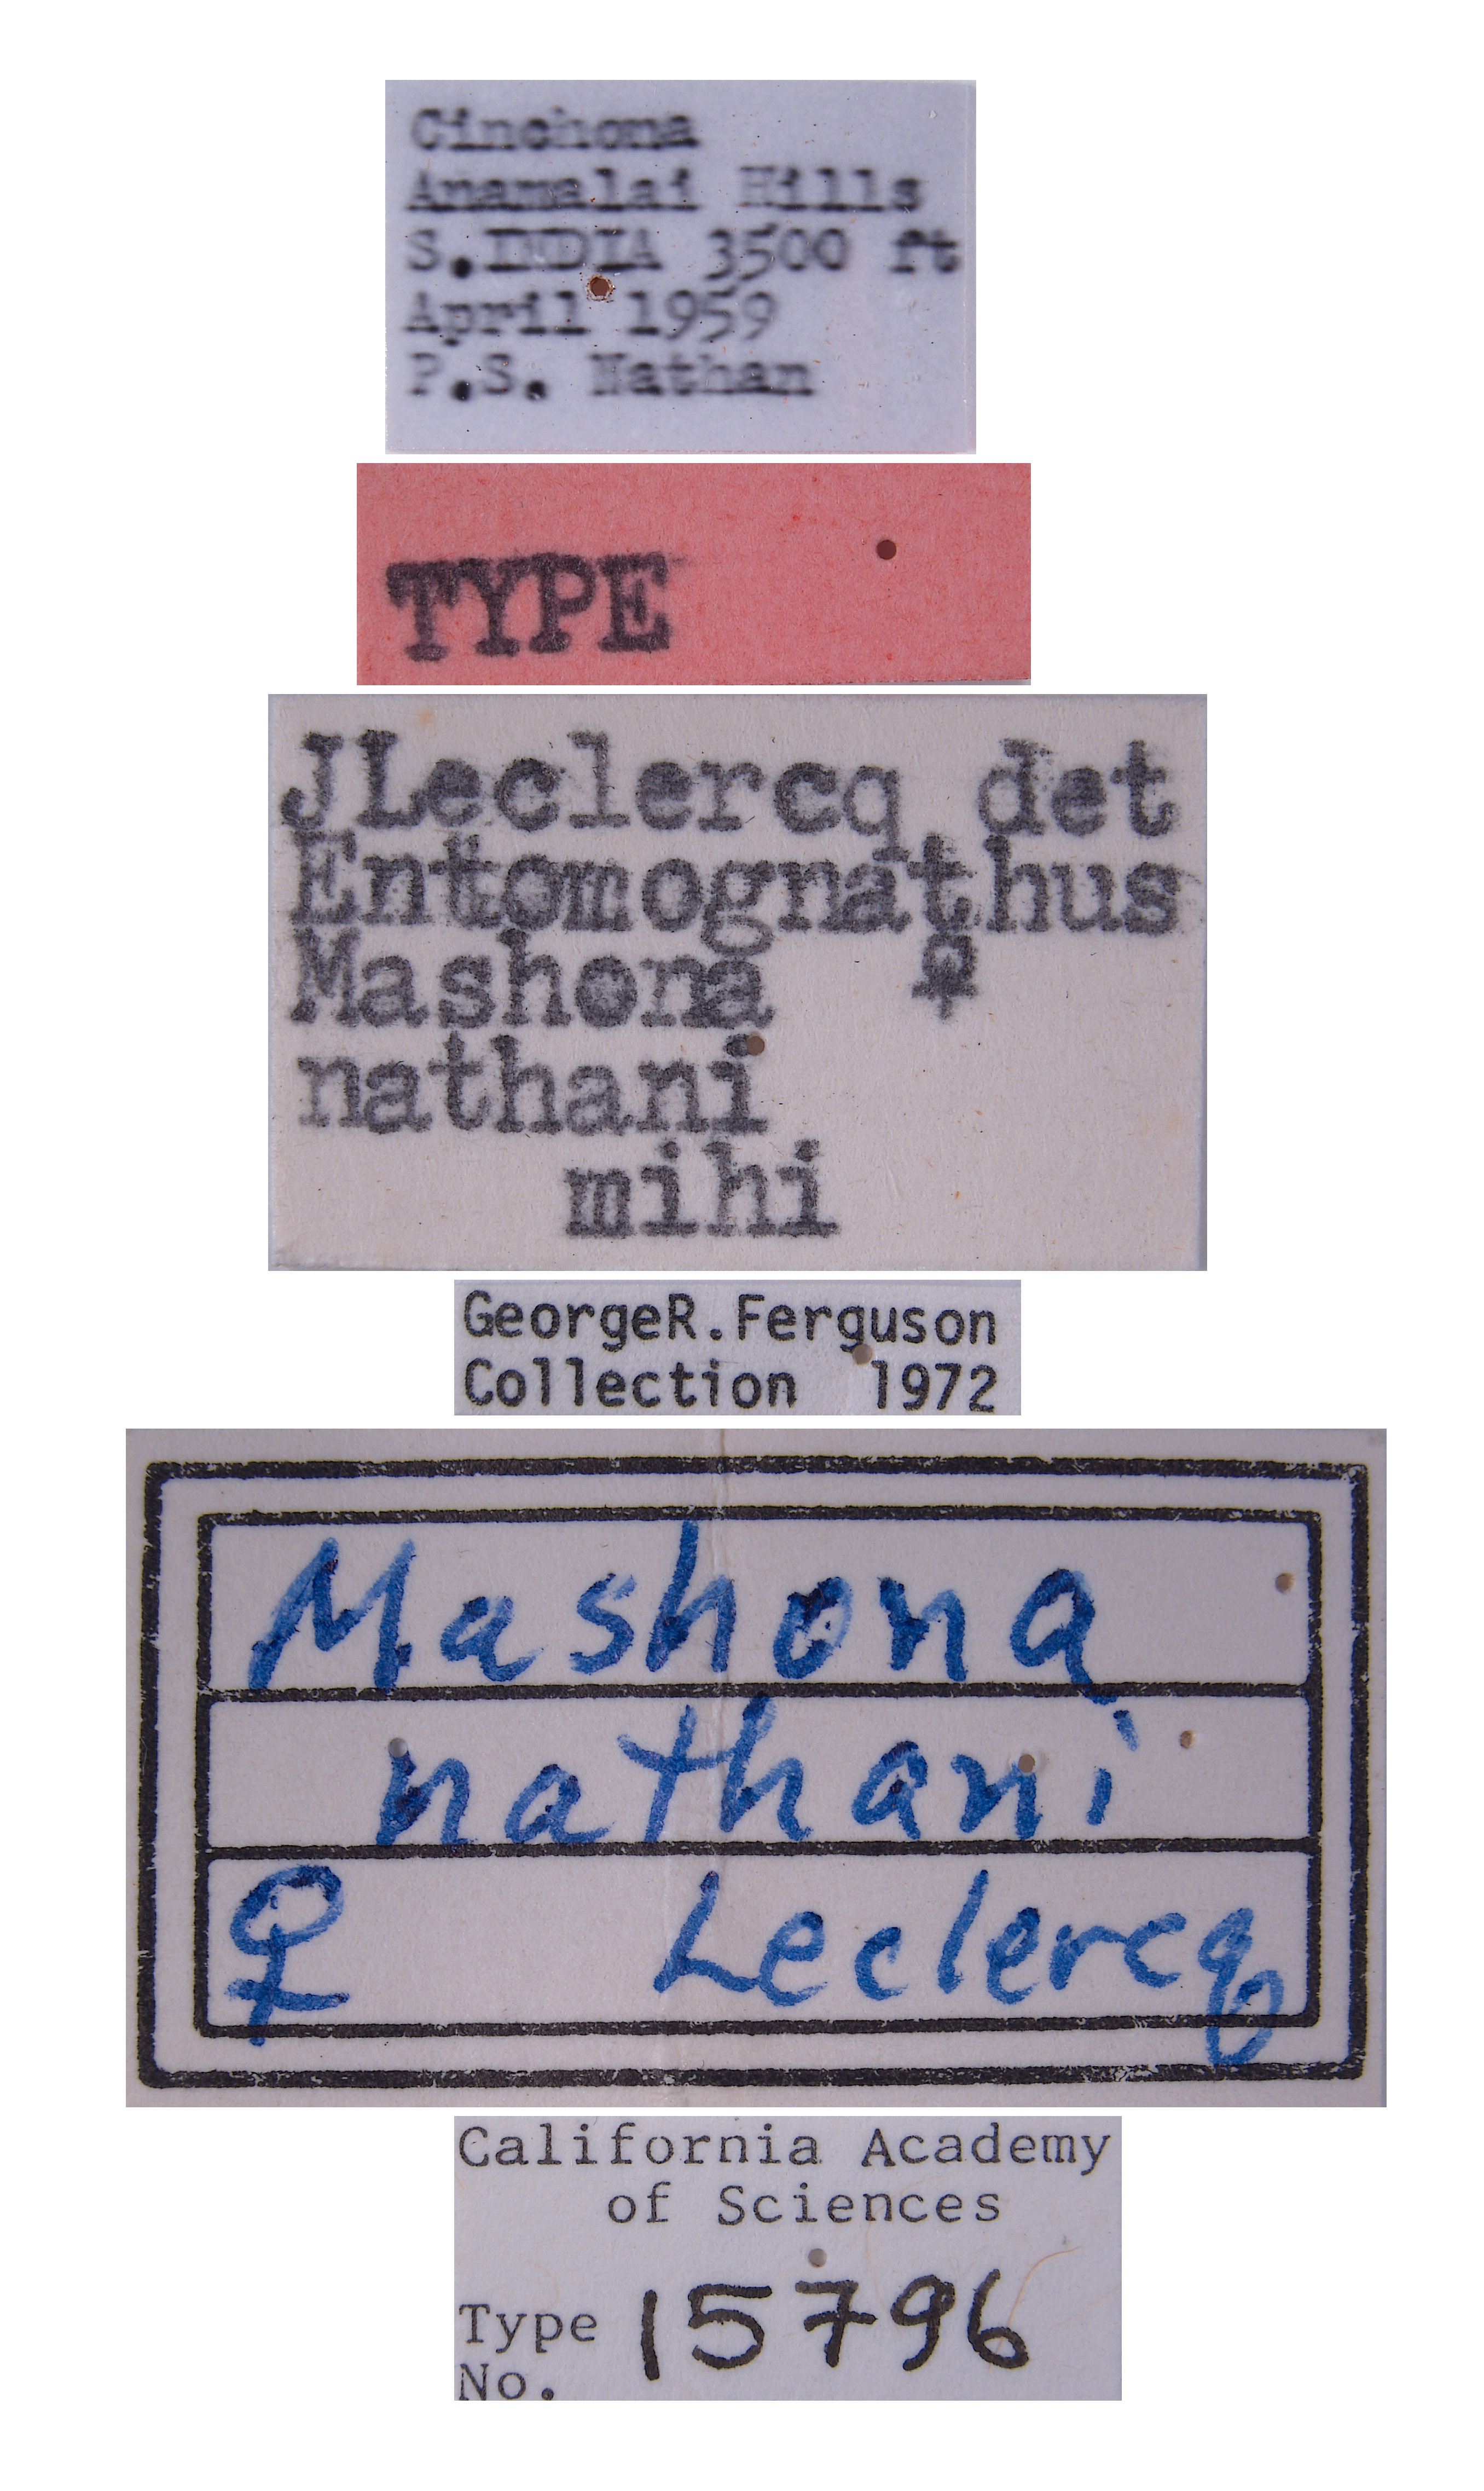 Cinchona
Anamalai Hills
S.INDIA 3500 ft
April 1959
P.S. Nathan
TYPE
JLeclercq det
Entomognathus
Mashona ♀
nathani
mihi
GeorgeR.Ferguson
Collection 1972
Mashona
nathani
♀ Leclercq
California Academy
of Sciences
Type 15796
No.